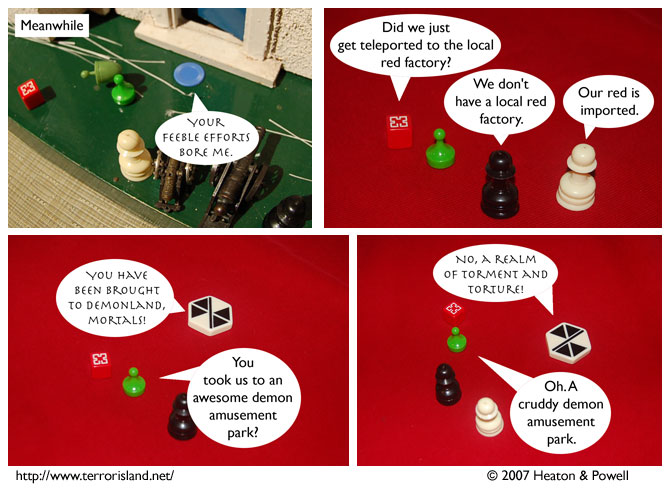 Meanwhile
Your
feeble efforts
bore me.
Did we just
get teleported to the local
red factory?
We don't
have a local red
factory.
Our red is
imported.
You have
been brought
to Demonland,
mortals!
You
took us to an
awesome demon
amusement
park?
No, a realm
of torment and
torture!
Oh. A
cruddy demon
amusement
park.
http://www.terrorisland.net/
© 2007 Heaton & Powell